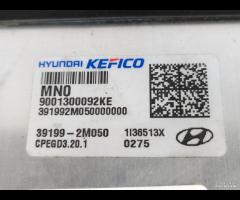 HYUNDAI KEFICO
MN0
9001300092KE
391992M050000000
39199-2M050 1I36513X
CPEGD3.20.1 0275